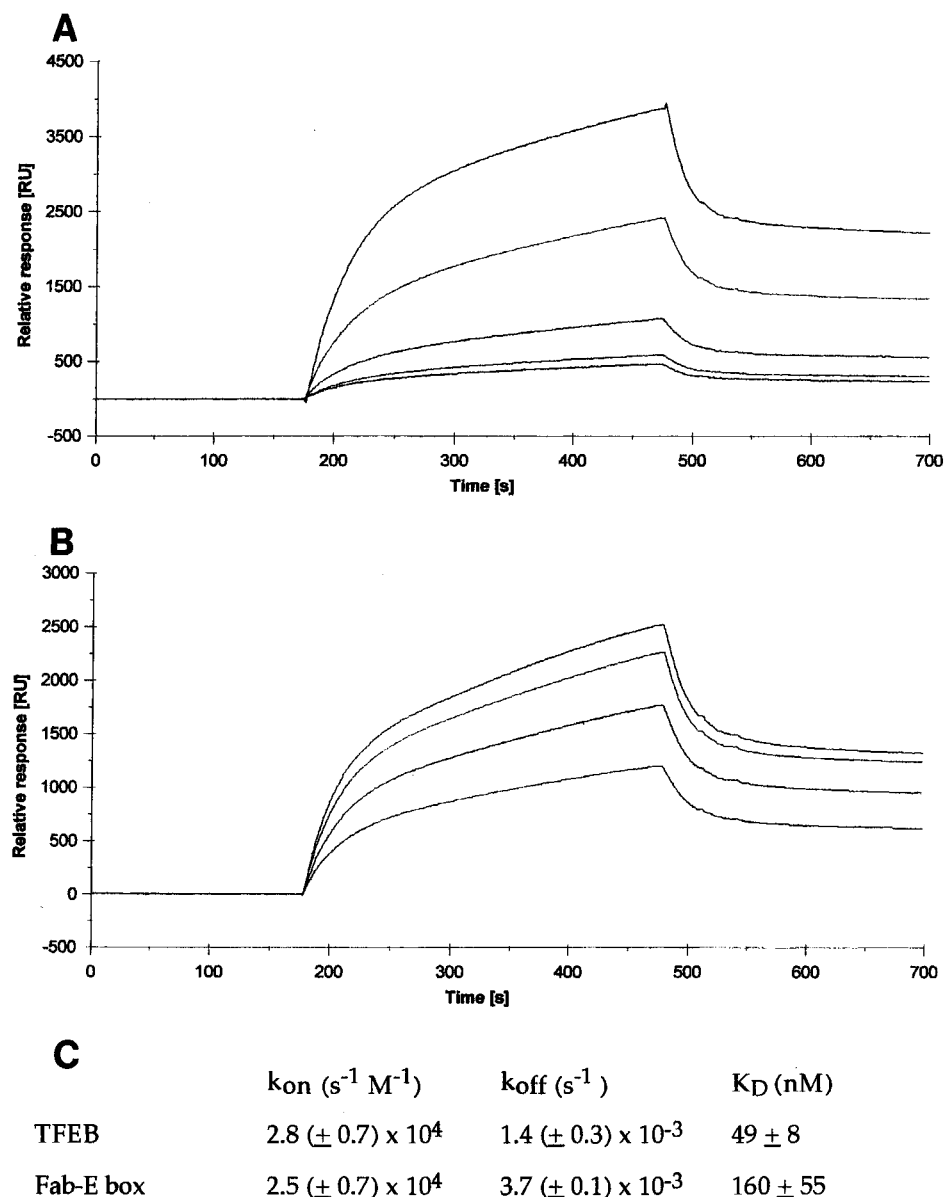 A
4500
3500
2500
1500
500
-500
Relative response [RU]
0 100 200 300 400 500 600 700
Time [s]
B
3000
2500
2000
1500
1000
500
0
-500
Relative response [RU]
0 100 200 300 400 500 600 700
Time [s]
C
kon (s⁻¹ M⁻¹) koff (s⁻¹ ) KD (nM)
TFEB 2.8 (± 0.7) x 10⁴ 1.4 (± 0.3) x 10⁻³ 49 ± 8
Fab-E box 2.5 (± 0.7) x 10⁴ 3.7 (± 0.1) x 10⁻³ 160 ± 55